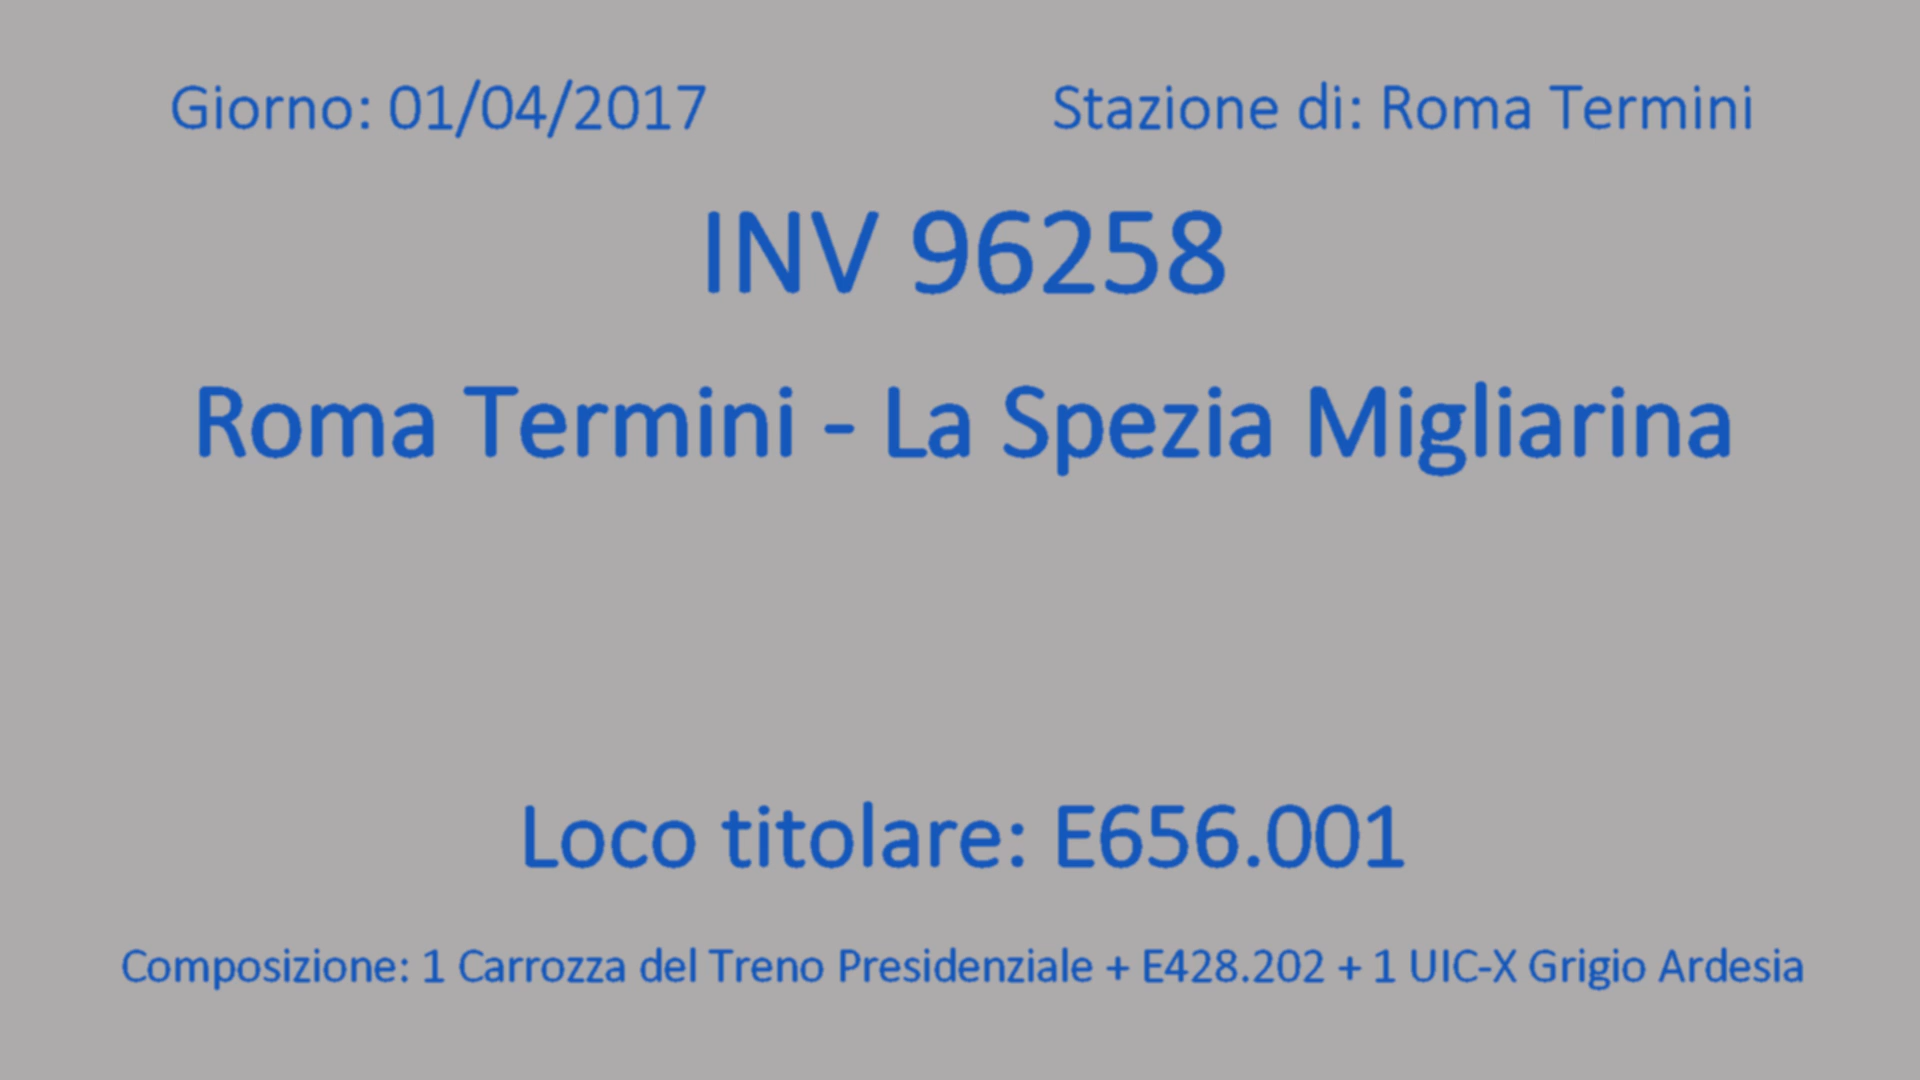 Giorno: 01/04/2017 Stazione di: Roma Termini
INV 96258
Roma Termini - La Spezia Migliarina
Loco titolare: E656.001
Composizione: 1 Carrozza del Treno Presidenziale + E428.202 + 1 UIC-X Grigio Ardesia